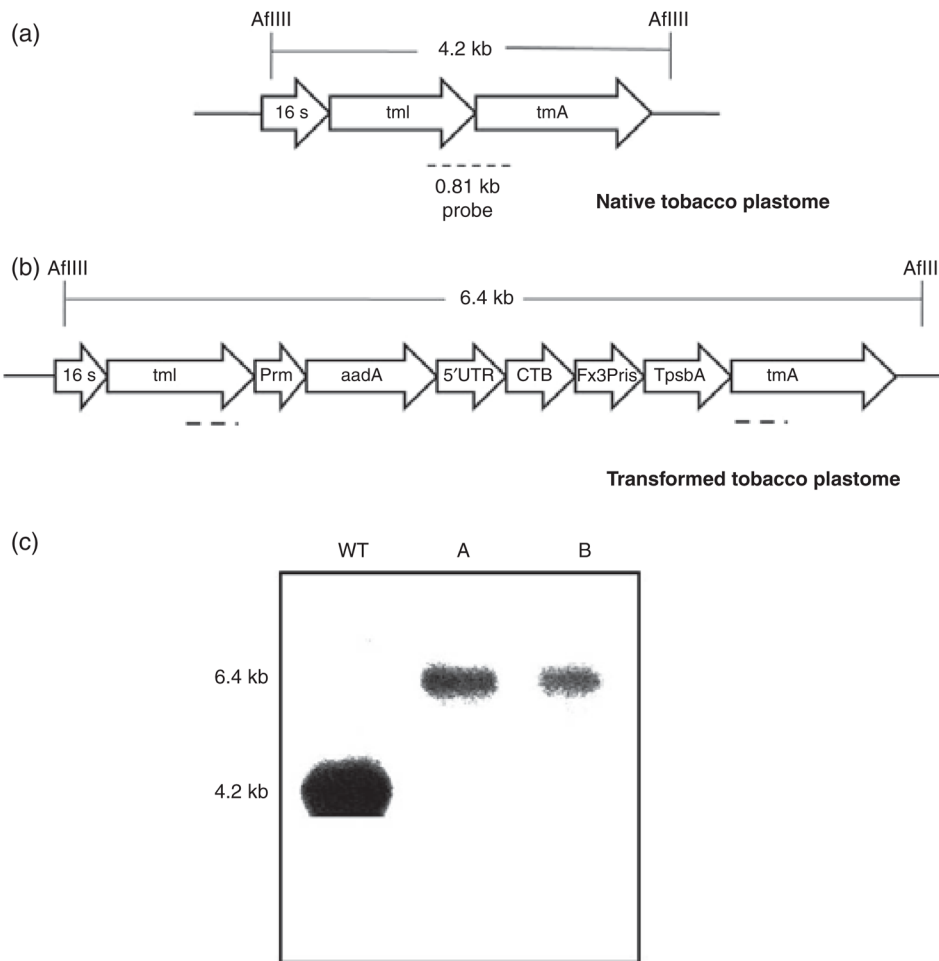 (a)
AflIII AflIII
4.2 kb
16 s tmI tmA
0.81 kb
probe
Native tobacco plastome
(b)
AflIII AflII
6.4 kb
16 s tmI Prm aadA 5′UTR CTB Fx3Pris TpsbA tmA
Transformed tobacco plastome
(c)
WT A B
6.4 kb
4.2 kb